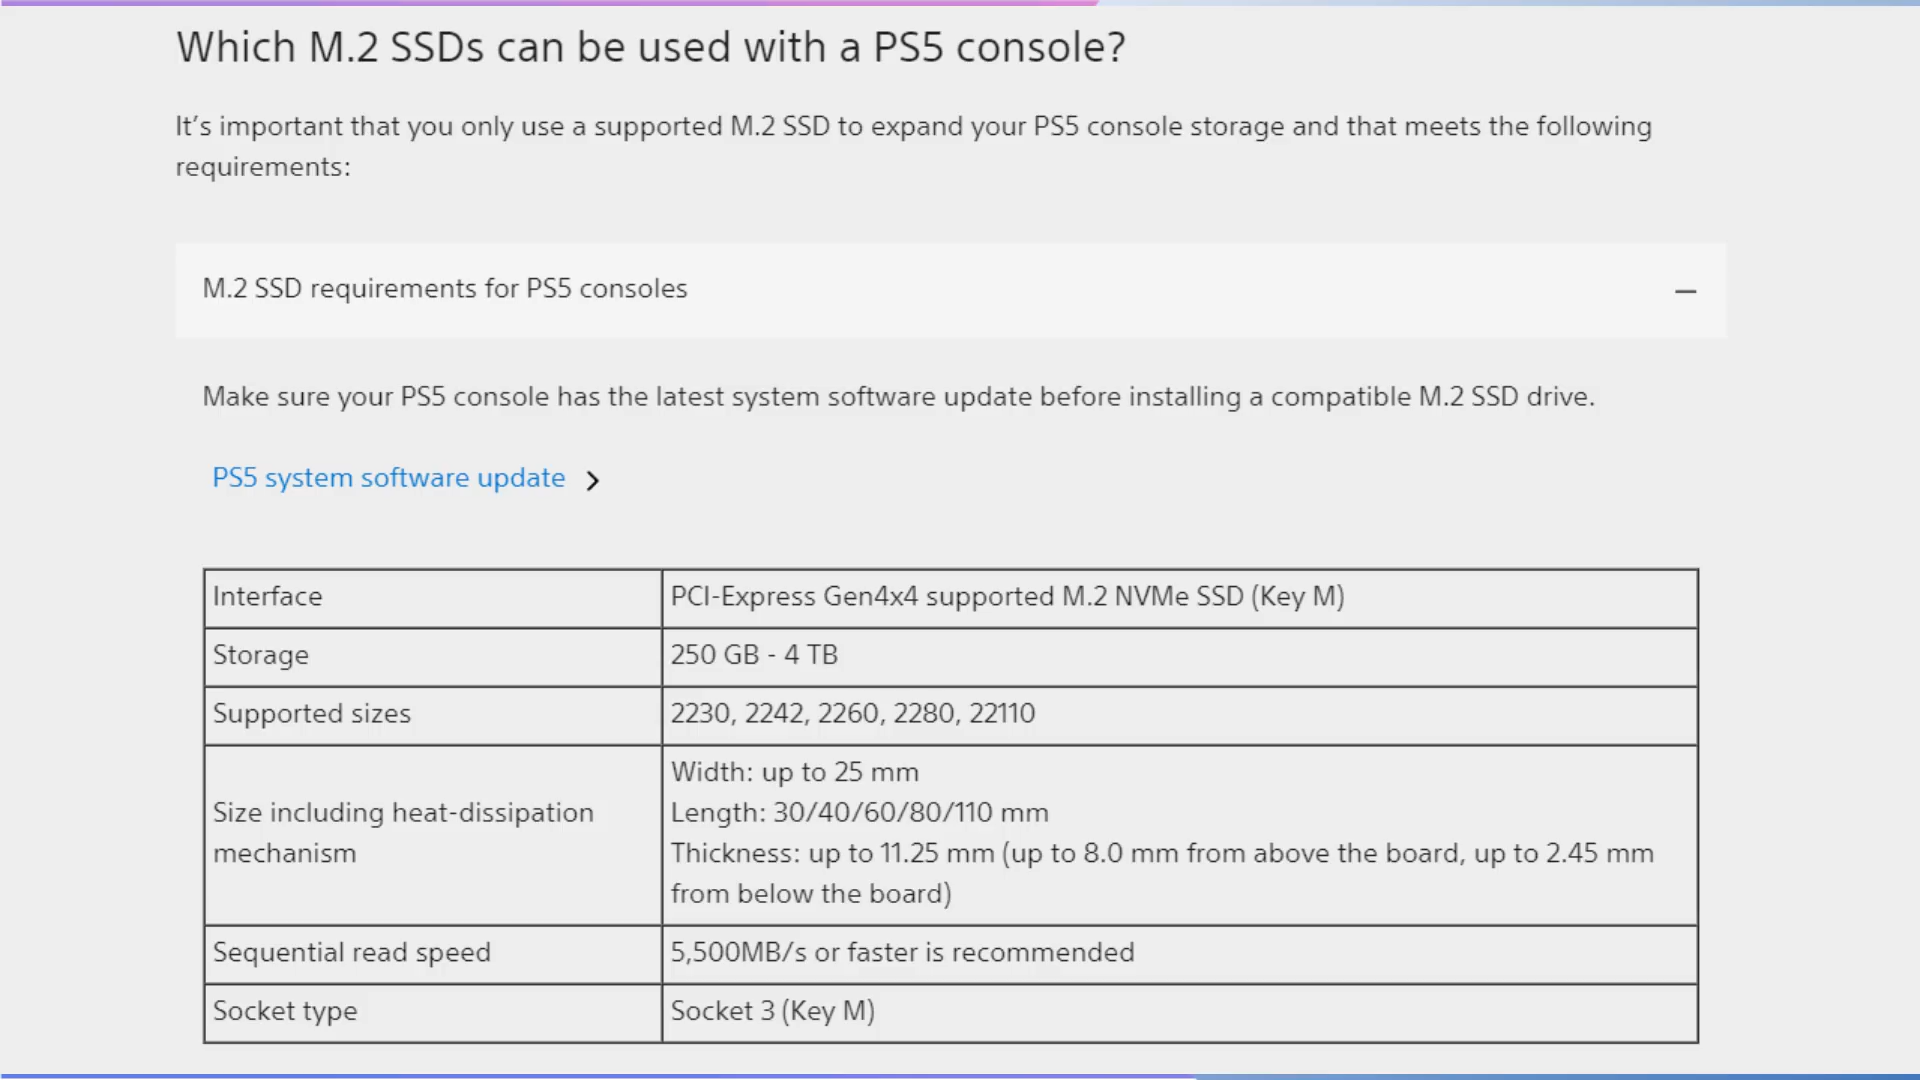 Which M.2 SSDs can be used with a PS5 console?
It's important that you only use a supported M.2 SSD to expand your PS5 console storage and that meets the following
requirements:
M.2 SSD requirements for PS5 consoles
Make sure your PS5 console has the latest system software update before installing a compatible M.2 SSD drive.
PS5 system software update
Interface
PCI-Express Gen4x4 supported M.2 NVMe SSD (Key M)
Storage
250 GB - 4 TB
Supported sizes
2230, 2242, 2260, 2280, 22110
Size including heat-dissipation
mechanism
Width: up to 25 mm
Length: 30/40/60/80/110 mm
Thickness: up to 11.25 mm (up to 8.0 mm from above the board, up to 2.45 mm
from below the board)
Sequential read speed
5,500MB/s or faster is recommended
Socket type
Socket 3 (Key M)